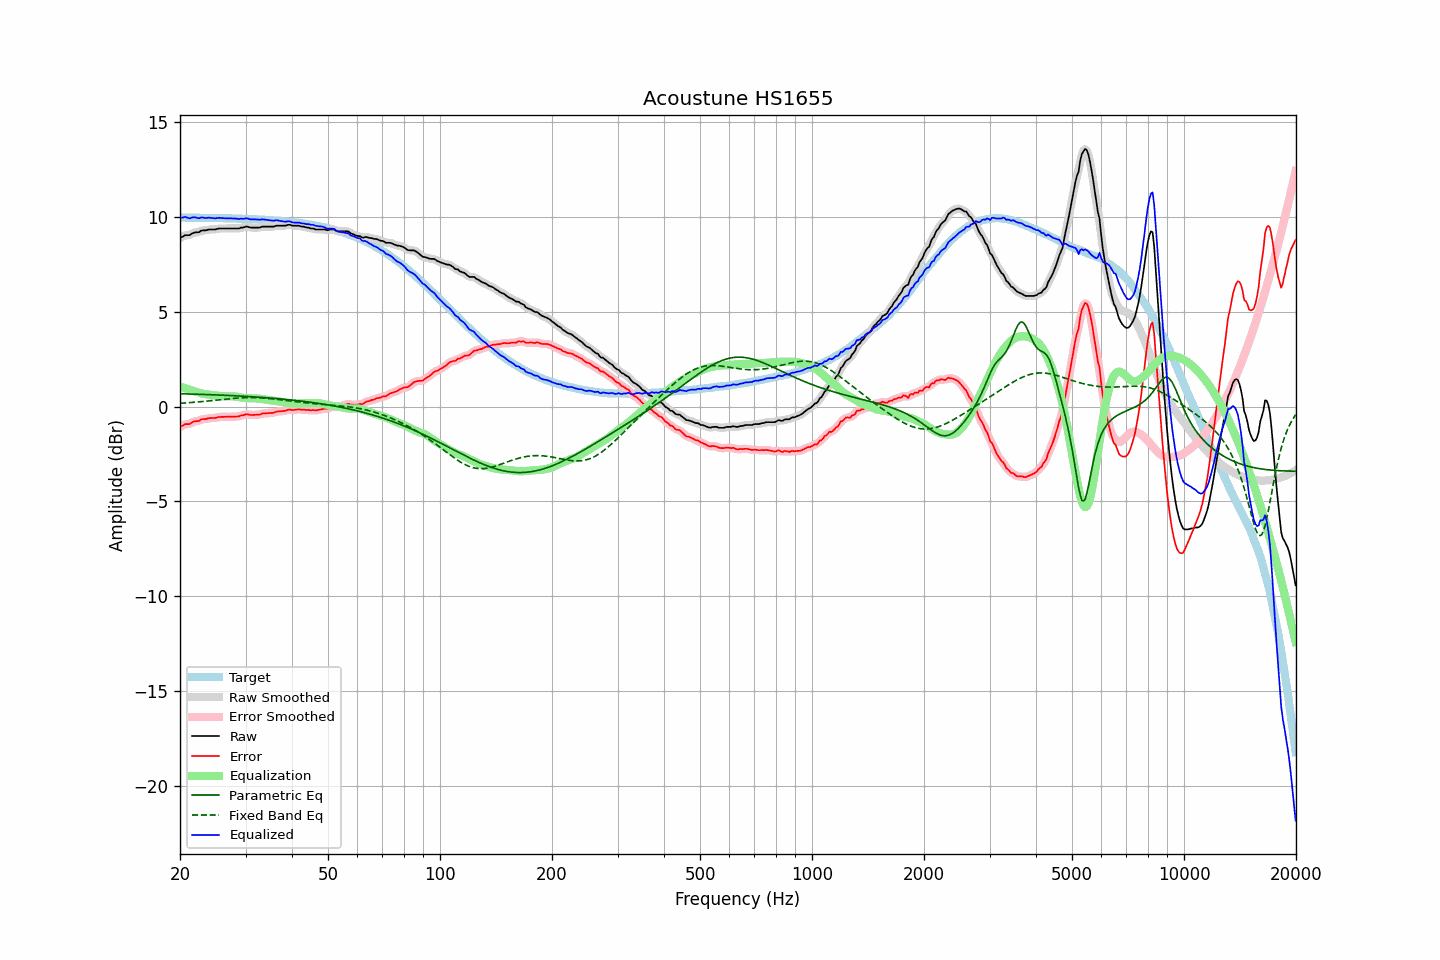 Acoustune HS1655
Amplitude (dBr)
15
10
5
0
−5
−10
−15
−20
Target
Raw Smoothed
Error Smoothed
Raw
Error
Equalization
Parametric Eq
Fixed Band Eq
Equalized
20 50 100 200 500 1000 2000 5000 10000 20000
Frequency (Hz)